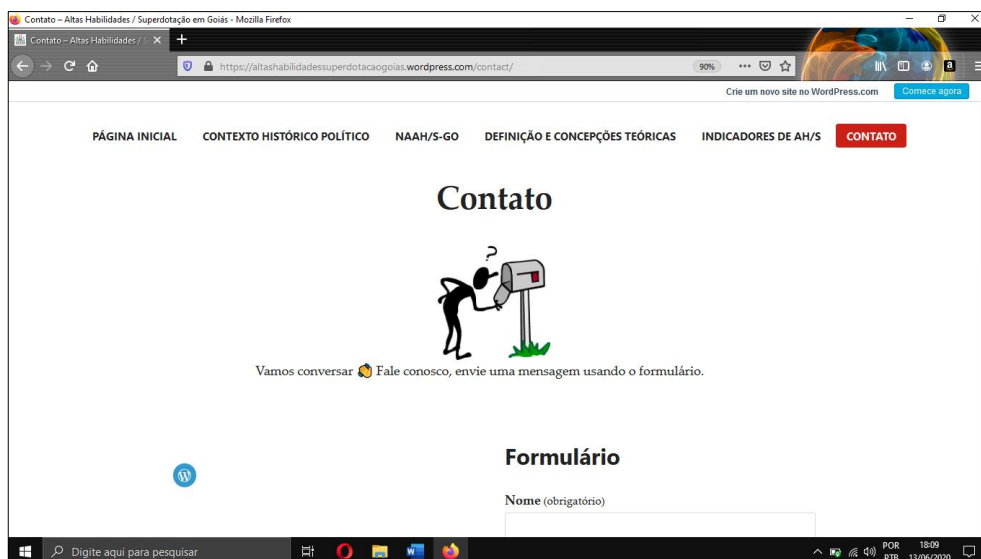 Contato – Altas Habilidades / Superdotação em Goiás - Mozilla Firefox
Contato – Altas Habilidades / S
https://altashabilidadessuperdotacaogoias.wordpress.com/contact/
90%
Crie um novo site no WordPress.com
Comece agora
PÁGINA INICIAL CONTEXTO HISTÓRICO POLÍTICO NAAH/S-GO DEFINIÇÃO E CONCEPÇÕES TEÓRICAS INDICADORES DE AH/S CONTATO
Contato
?
Vamos conversar 👏 Fale conosco, envie uma mensagem usando o formulário.
Formulário
Nome (obrigatório)
Digite aqui para pesquisar
POR 18:09
PTB 13/06/2020